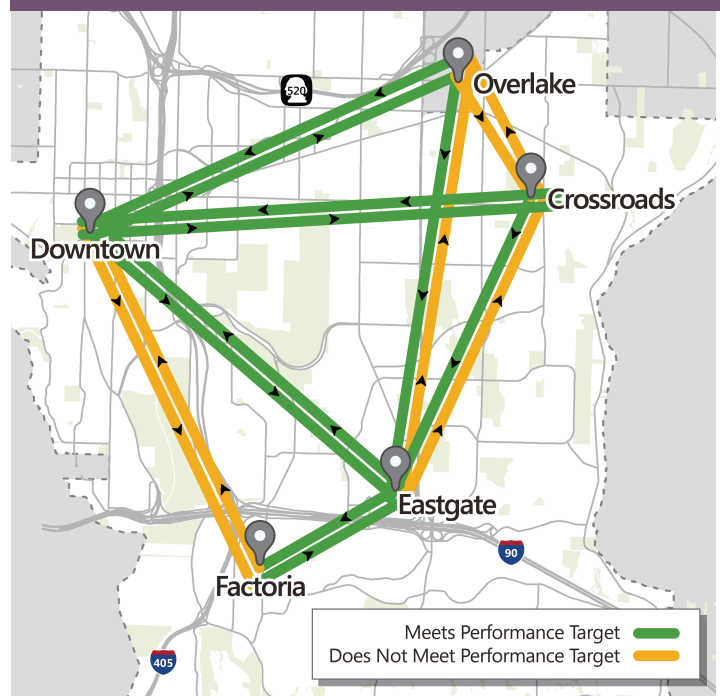 520
Overlake
Crossroads
Downtown
Eastgate
90
Factoria
405
Meets Performance Target
Does Not Meet Performance Target